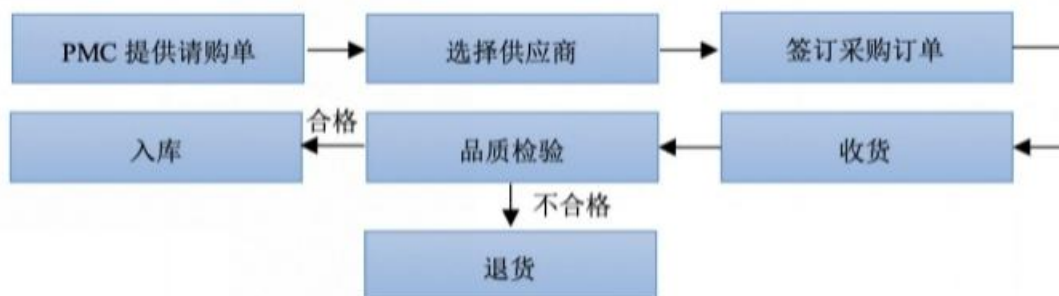 PMC 提供请购单
选择供应商
签订采购订单
入库
合格
品质检验
收货
不合格
退货